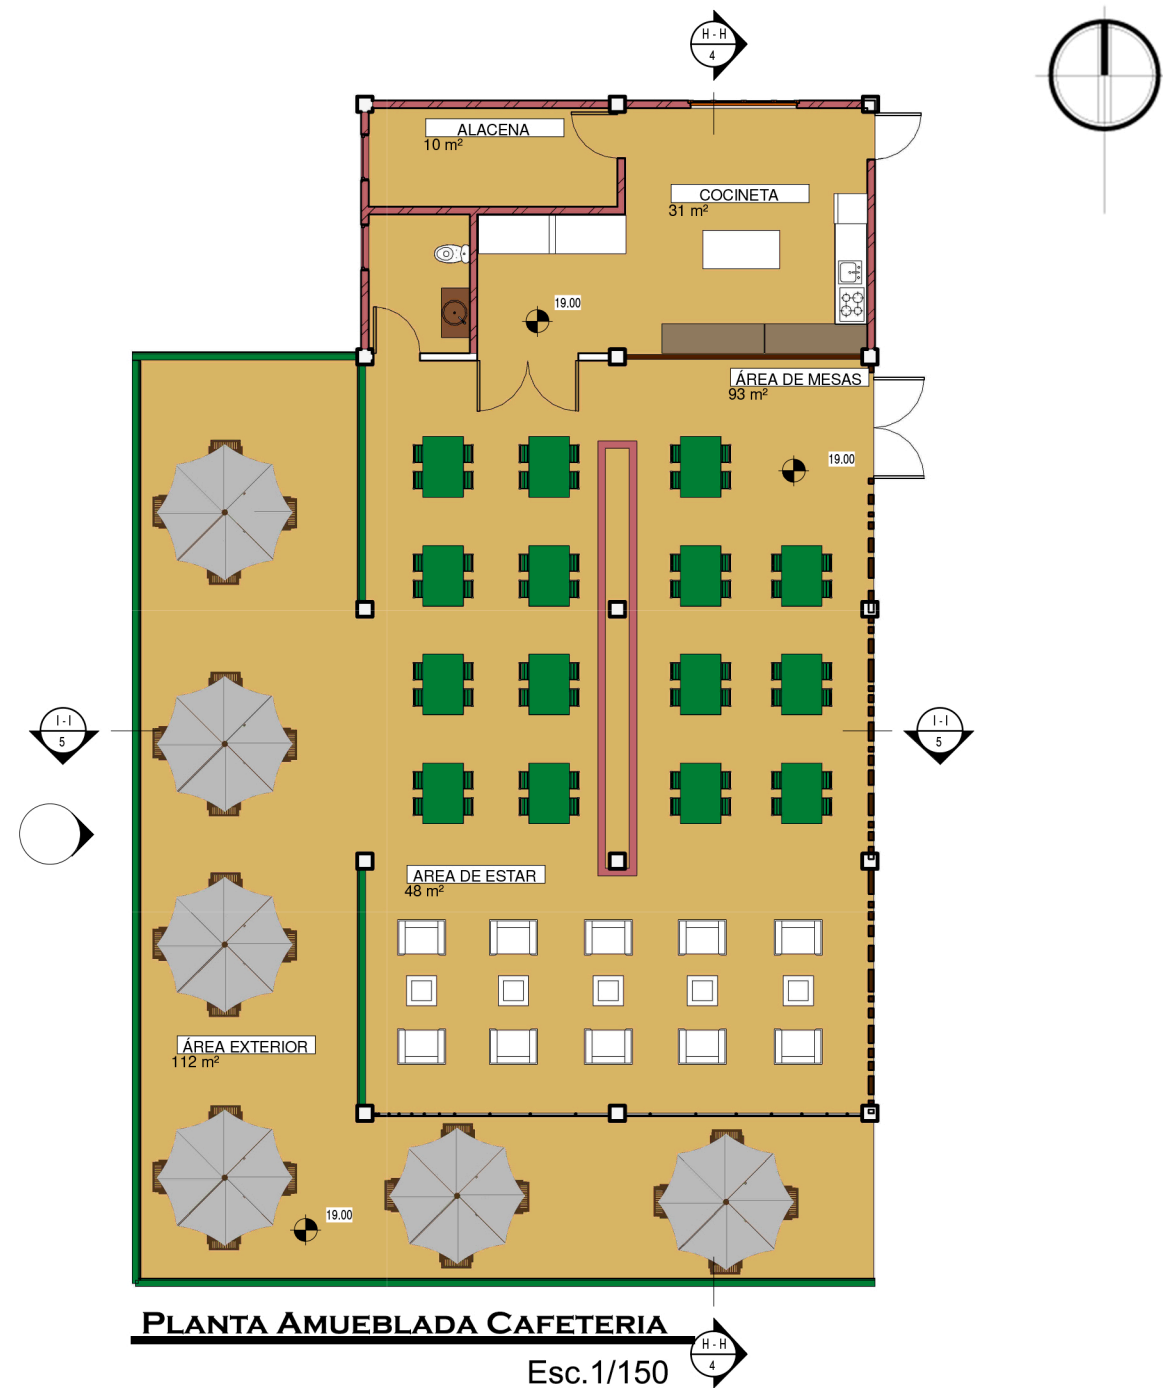 H - H
4
ALACENA
10 m²
COCINETA
31 m²
19.00
ÁREA DE MESAS
93 m²
19.00
I - I
5
I - I
5
AREA DE ESTAR
48 m²
ÁREA EXTERIOR
112 m²
19.00
PLANTA AMUEBLADA CAFETERIA
H - H
4
Esc.1/150